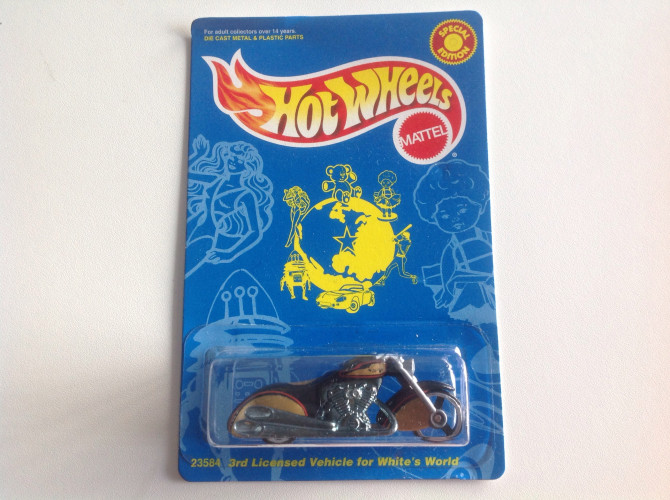 For adult collectors over 14 years.
DIE CAST METAL & PLASTIC PARTS
SPECIAL
EDITION
HOT WHEELS
MATTEL
®
23584 3rd Licensed Vehicle for White's World